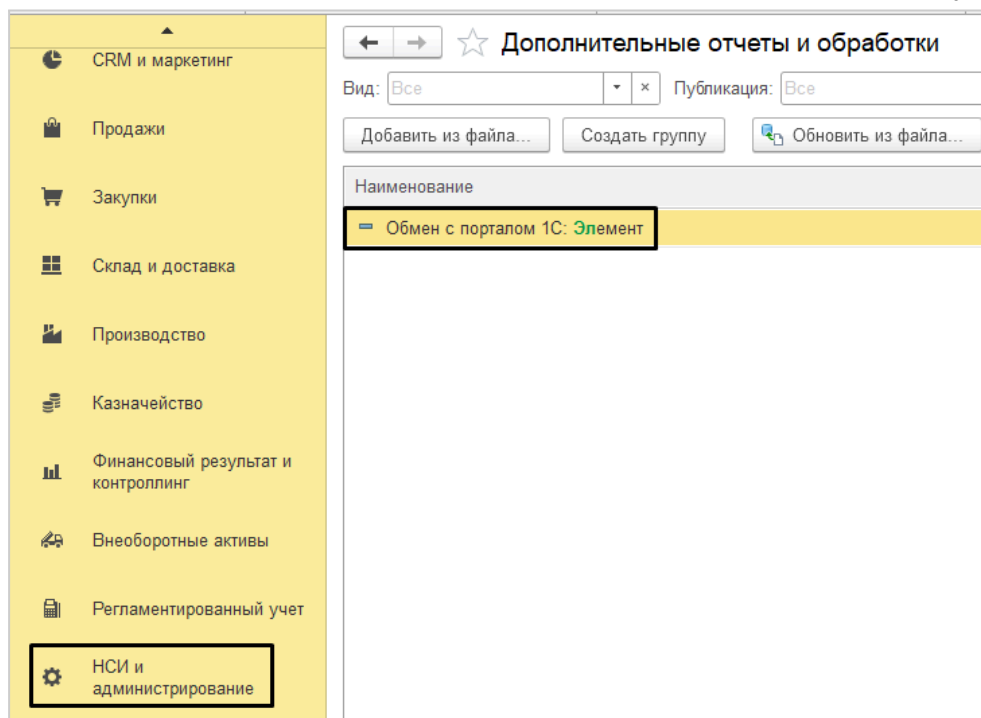 CRM и маркетинг
Продажи
Закупки
Склад и доставка
Производство
Казначейство
Финансовый результат и
контроллинг
Внеоборотные активы
Регламентированный учет
НСИ и
администрирование
Дополнительные отчеты и обработки
Вид: Все Публикация: Все
Добавить из файла... Создать группу Обновить из файла...
Наименование
Обмен с порталом 1С: Элемент